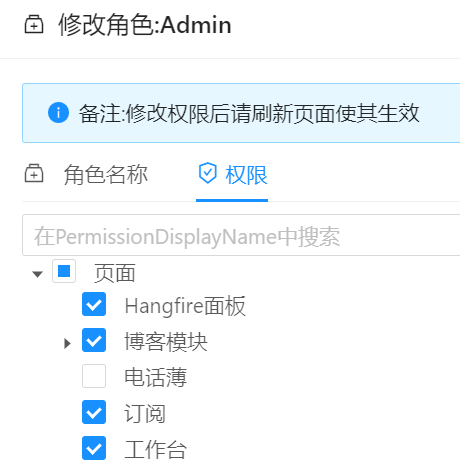 修改角色:Admin
备注:修改权限后请刷新页面使其生效
角色名称 权限
在PermissionDisplayName中搜索
页面
Hangfire面板
博客模块
电话薄
订阅
工作台